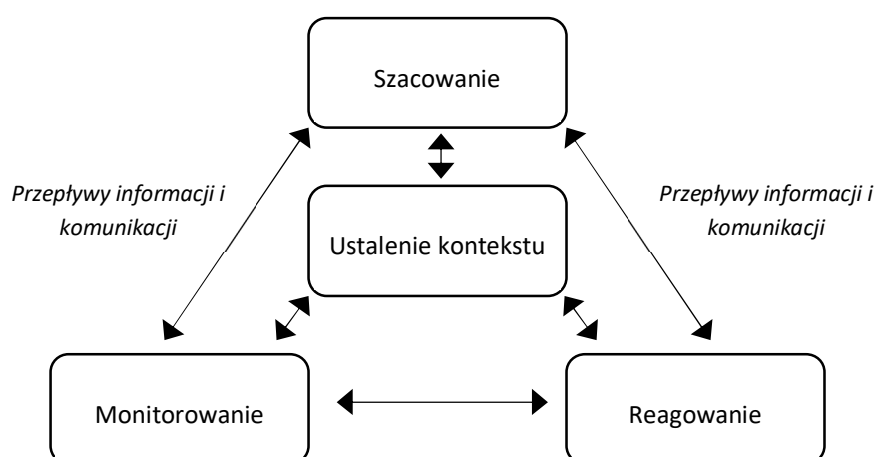 Szacowanie
Przepływy informacji i
komunikacji
Przepływy informacji i
komunikacji
Ustalenie kontekstu
Monitorowanie
Reagowanie